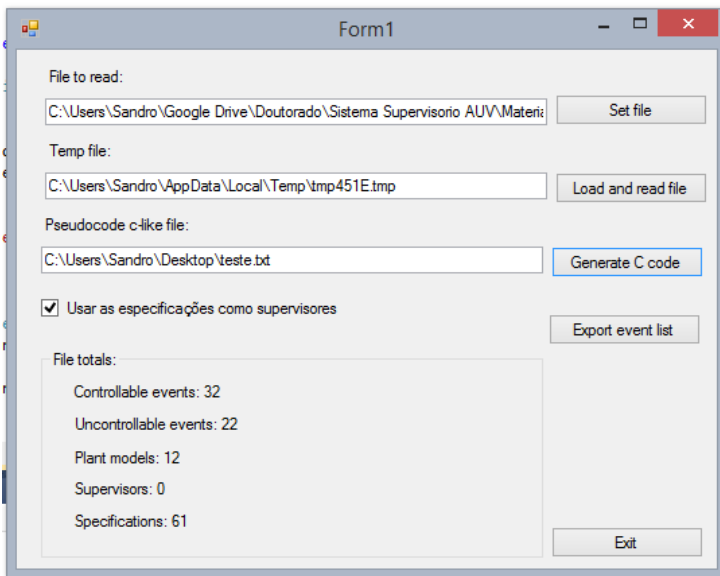 Form1
File to read:
C:\Users\Sandro\Google Drive\Doutorado\Sistema Supervisorio AUV\Materia
Set file
Temp file:
C:\Users\Sandro\AppData\Local\Temp\tmp451E.tmp
Load and read file
Pseudocode c-like file:
C:\Users\Sandro\Desktop\teste.txt
Generate C code
Usar as especificações como supervisores
Export event list
File totals:
Controllable events: 32
Uncontrollable events: 22
Plant models: 12
Supervisors: 0
Specifications: 61
Exit